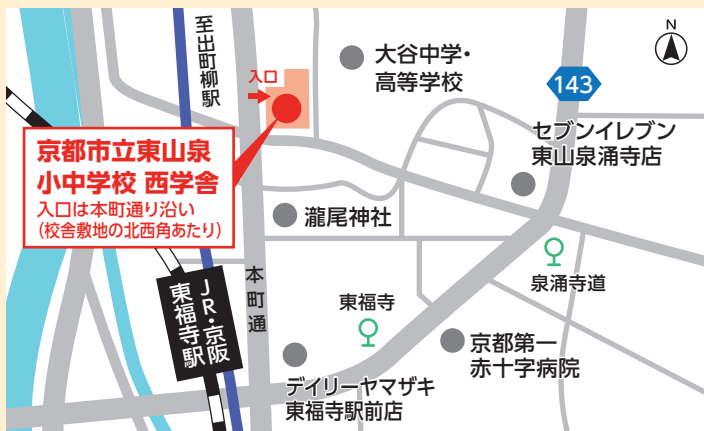 N
至出町柳駅
大谷中学・
高等学校
入口
143
セブンイレブン
東山泉涌寺店
京都市立東山泉
小中学校 西学舎
入口は本町通り沿い
(校舎敷地の北西角あたり)
瀧尾神社
泉涌寺道
本町通
JR・京阪
東福寺駅
東福寺
京都第一
赤十字病院
デイリーヤマザキ
東福寺駅前店